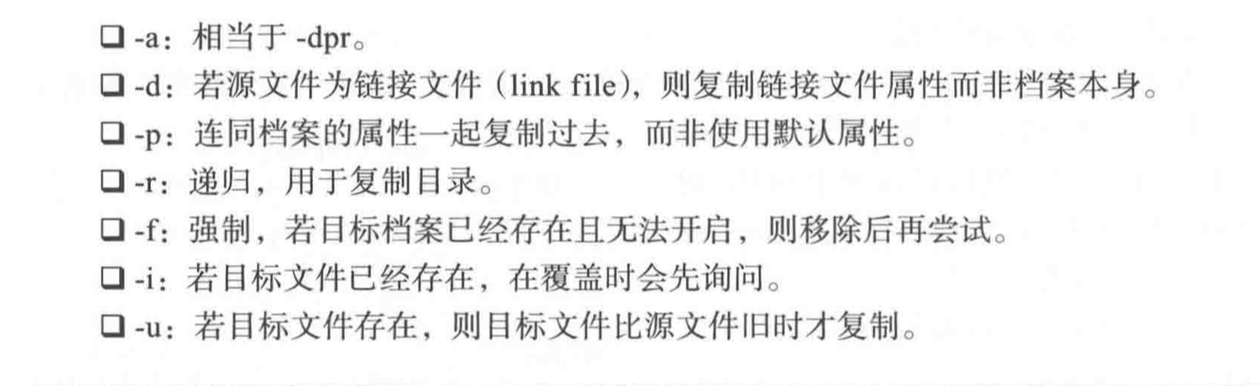 ❑ -a：相当于 -dpr。
❑ -d：若源文件为链接文件（link file），则复制链接文件属性而非档案本身。
❑ -p：连同档案的属性一起复制过去，而非使用默认属性。
❑ -r：递归，用于复制目录。
❑ -f：强制，若目标档案已经存在且无法开启，则移除后再尝试。
❑ -i：若目标文件已经存在，在覆盖时会先询问。
❑ -u：若目标文件存在，则目标文件比源文件旧时才复制。